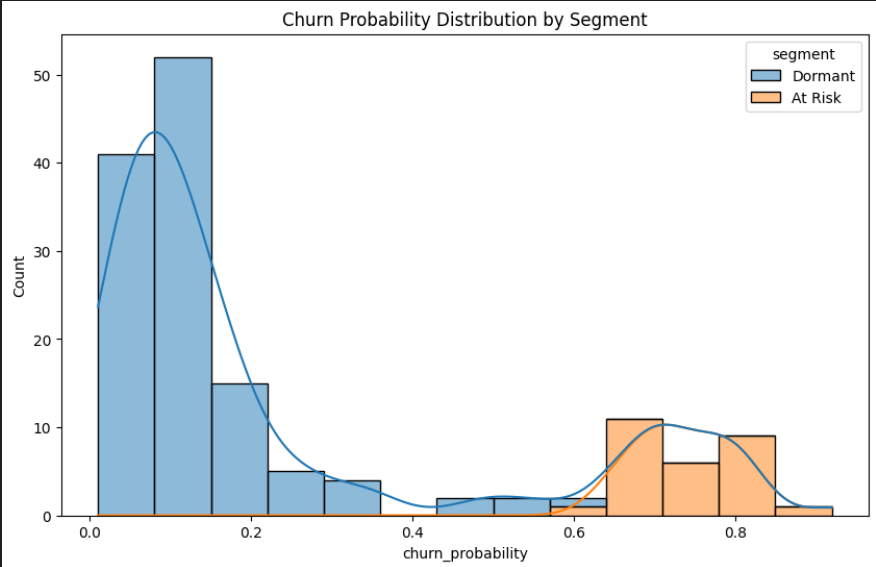 Churn Probability Distribution by Segment
segment
Dormant
At Risk
50
40
30
20
10
0
Count
0.0
0.2
0.4
0.6
0.8
churn_probability